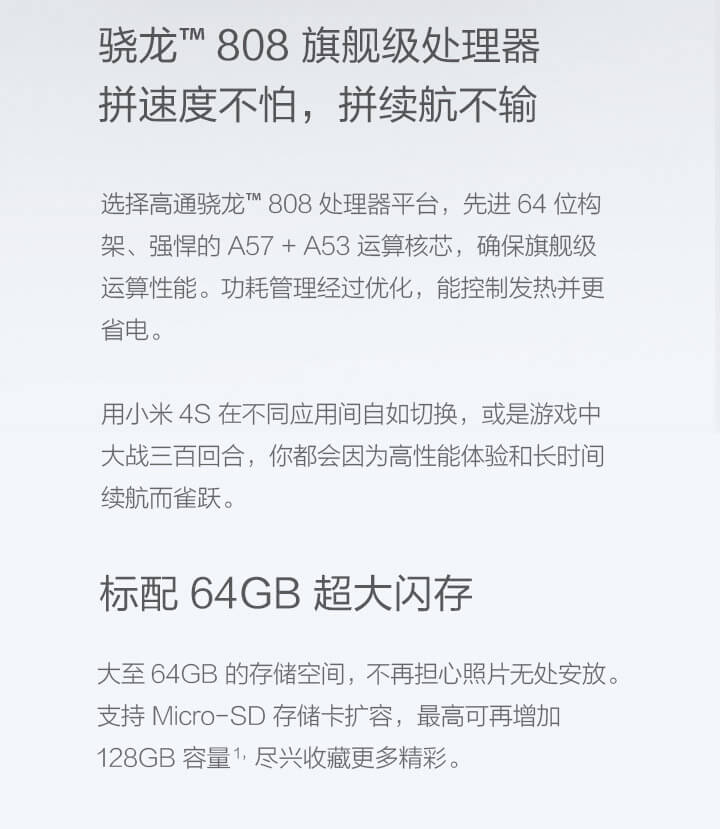 骁龙™ 808 旗舰级处理器
拼速度不怕，拼续航不输
选择高通骁龙™ 808 处理器平台，先进 64 位构
架、强悍的 A57 + A53 运算核芯，确保旗舰级
运算性能。功耗管理经过优化，能控制发热并更
省电。
用小米 4S 在不同应用间自如切换，或是游戏中
大战三百回合，你都会因为高性能体验和长时间
续航而雀跃。
标配 64GB 超大闪存
大至 64GB 的存储空间，不再担心照片无处安放。
支持 Micro-SD 存储卡扩容，最高可再增加
128GB 容量¹，尽兴收藏更多精彩。